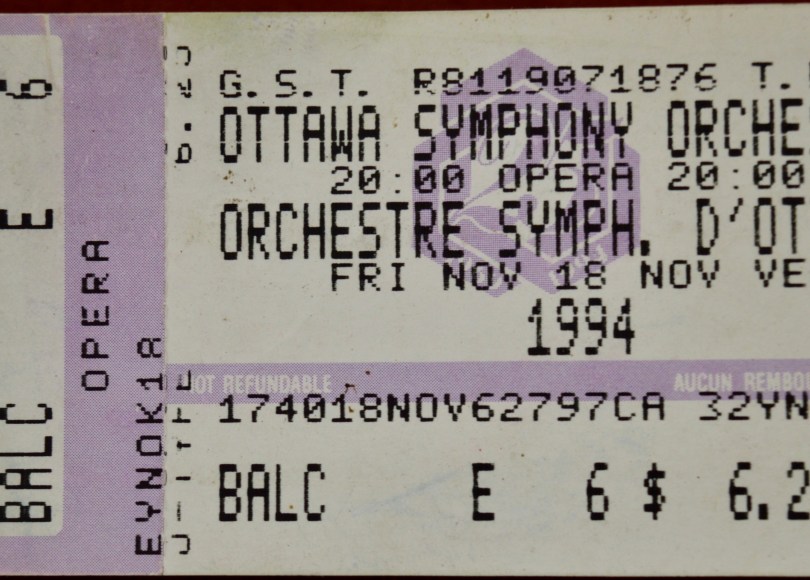 G.S.T. R8119071876 T.
OTTAWA SYMPHONY ORCHE
20:00 OPERA 20:00
ORCHESTRE SYMPH. D'OT
FRI NOV 18 NOV VE
1994
NOT REFUNDABLE AUCUN REMBO
174018NOV62797CA 32YN
BALC E 6 $ 6.2
BALC E 6
OPERA
EYNOK18